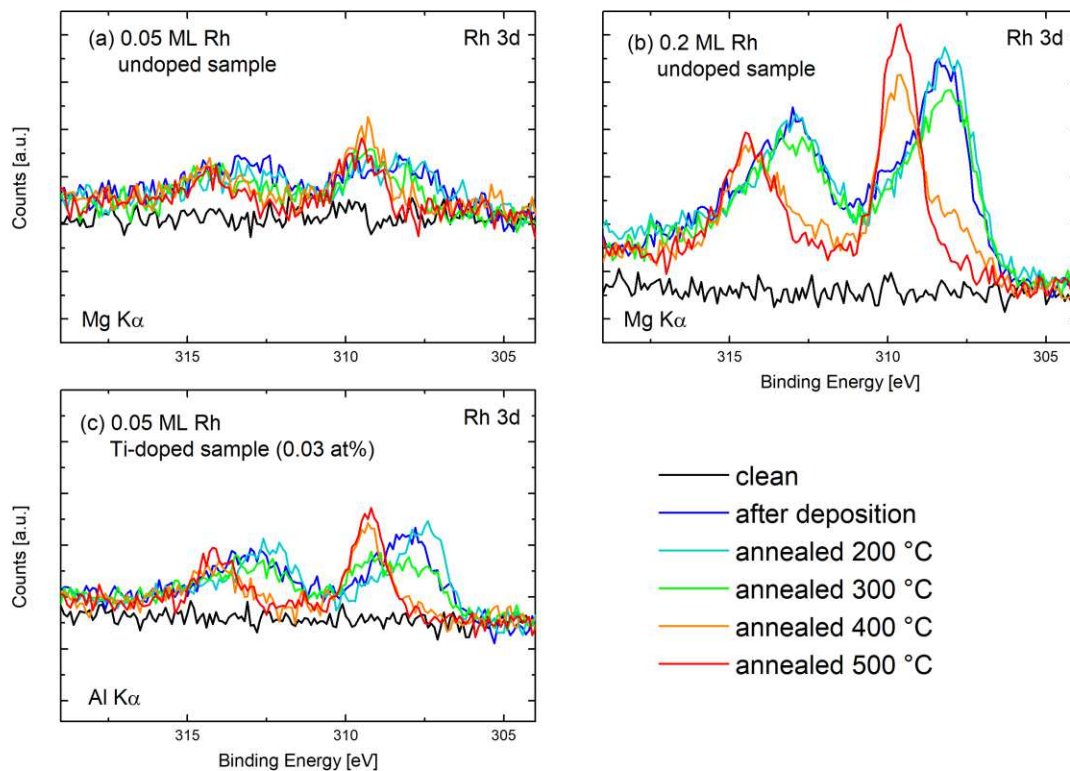 (a) 0.05 ML Rh
undoped sample
Rh 3d
Counts [a.u.]
Mg Kα
315
310
305
(b) 0.2 ML Rh
undoped sample
Rh 3d
Mg Kα
315
310
305
Binding Energy [eV]
(c) 0.05 ML Rh
Ti-doped sample (0.03 at%)
Rh 3d
Counts [a.u.]
Al Kα
315
310
305
Binding Energy [eV]
clean
after deposition
annealed 200 °C
annealed 300 °C
annealed 400 °C
annealed 500 °C